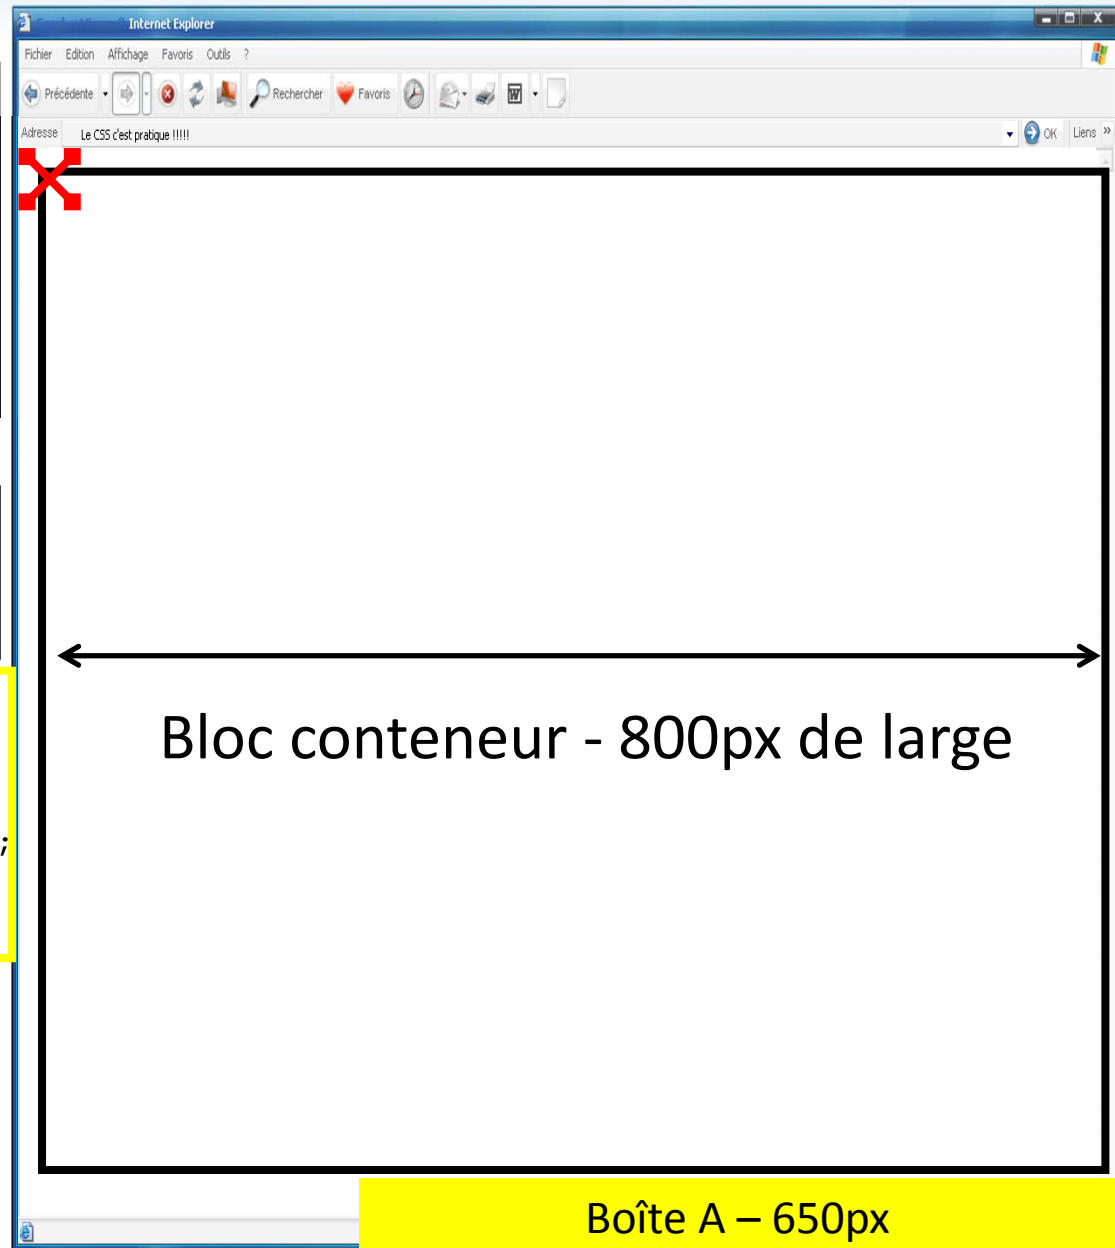 Internet Explorer
Fichier Edition Affichage Favoris Outils ?
Précédente Rechercher Favoris W
Adresse Le CSS c'est pratique !!!!! OK Liens »
Bloc conteneur - 800px de large
;
Boîte A – 650px